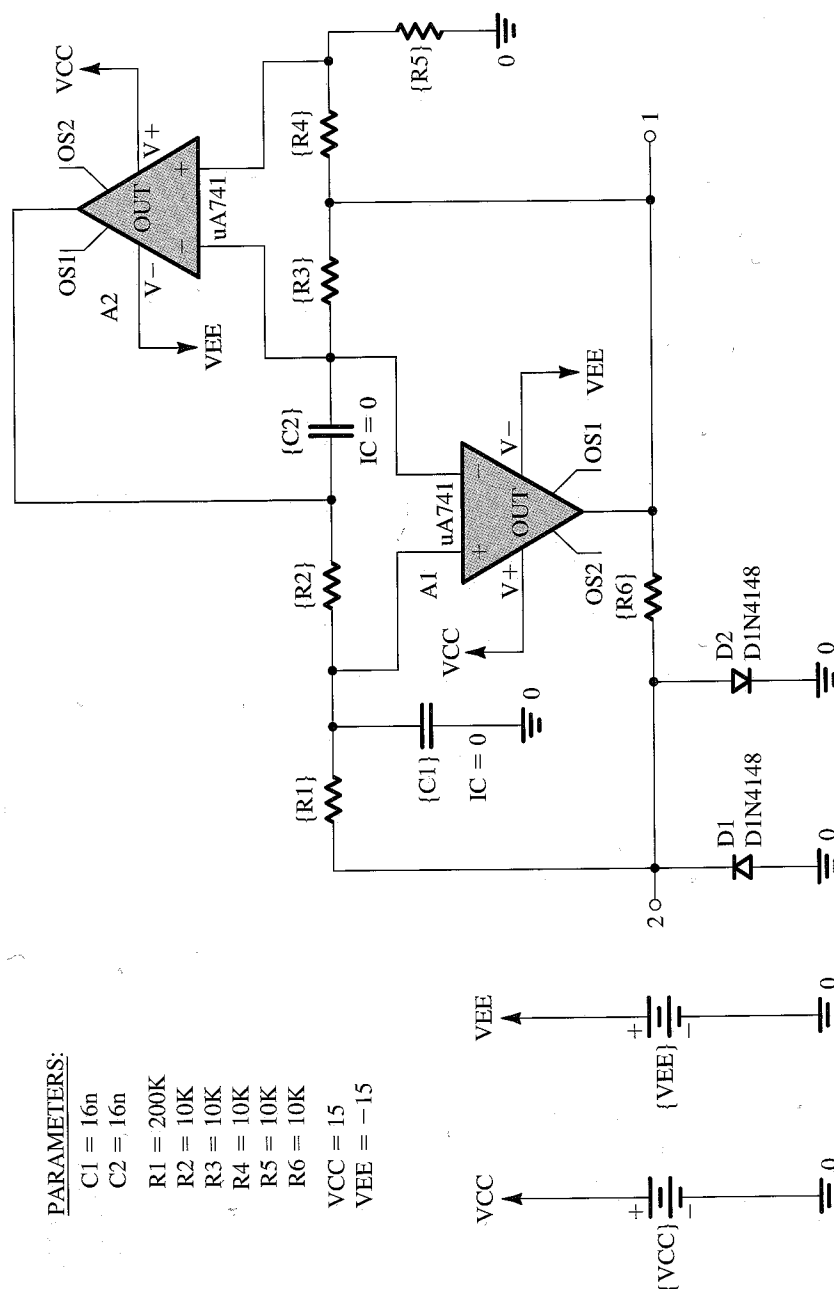 PARAMETERS:
C1 = 16n
C2 = 16n
R1 = 200K
R2 = 10K
R3 = 10K
R4 = 10K
R5 = 10K
R6 = 10K
VCC = 15
VEE = −15
VCC
+
−
{VCC}
0
VEE
+
−
{VEE}
0
A2
OS1
OS2
VCC
V+
V−
OUT
−
+
uA741
VEE
{R1}
{R2}
{C2}
IC = 0
{R3}
{R4}
{R5}
0
{C1}
IC = 0
0
A1
uA741
+
−
VCC
V+
OUT
V−
VEE
OS2
OS1
{R6}
2
1
D1
D1N4148
0
D2
D1N4148
0